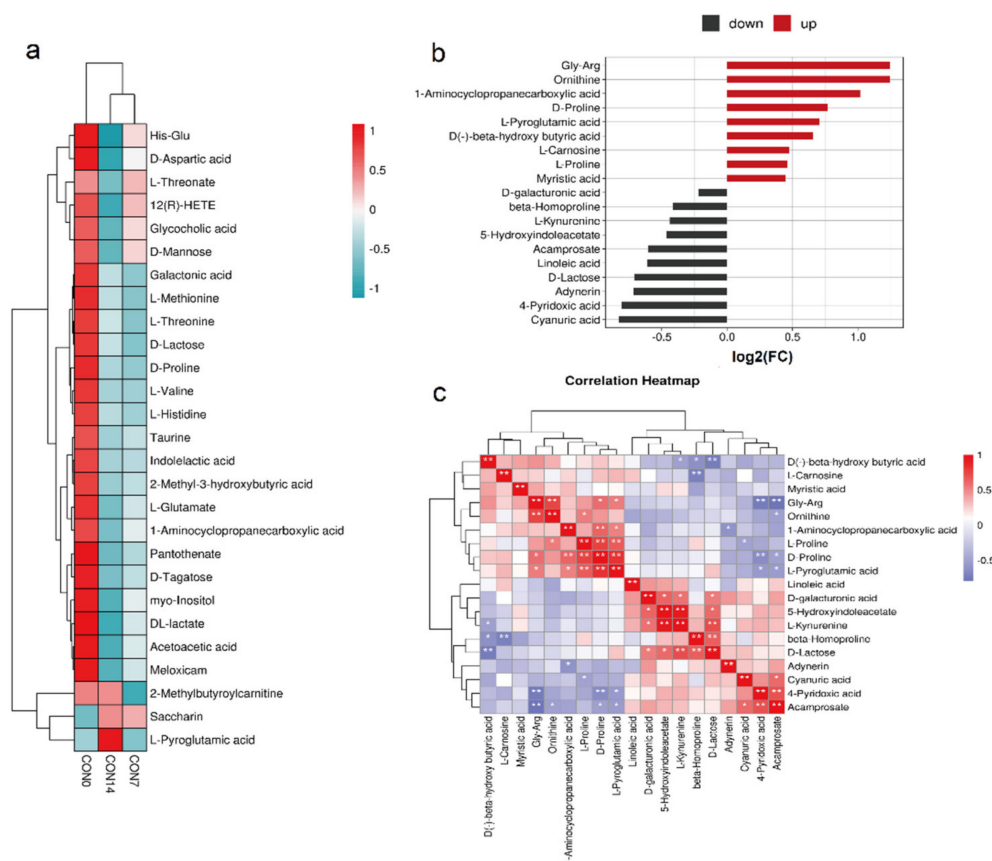 a
His-Glu
D-Aspartic acid
L-Threonate
12(R)-HETE
Glycocholic acid
D-Mannose
Galactonic acid
L-Methionine
L-Threonine
D-Lactose
D-Proline
L-Valine
L-Histidine
Taurine
Indolelactic acid
2-Methyl-3-hydroxybutyric acid
L-Glutamate
1-Aminocyclopropanecarboxylic acid
Pantothenate
D-Tagatose
myo-Inositol
DL-lactate
Acetoacetic acid
Meloxicam
2-Methylbutyroylcarnitine
Saccharin
L-Pyroglutamic acid
CON0
CON14
CON7
1
0.5
0
-0.5
-1
b
down
up
Gly-Arg
Ornithine
1-Aminocyclopropanecarboxylic acid
D-Proline
L-Pyroglutamic acid
D(-)-beta-hydroxy butyric acid
L-Carnosine
L-Proline
Myristic acid
D-galacturonic acid
beta-Homoproline
L-Kynurenine
5-Hydroxyindoleacetate
Acamprosate
Linoleic acid
D-Lactose
Adynerin
4-Pyridoxic acid
Cyanuric acid
-0.5 0.0 0.5 1.0
log2(FC)
c
Correlation Heatmap
D(-)-beta-hydroxy butyric acid
L-Carnosine
Myristic acid
Gly-Arg
Ornithine
1-Aminocyclopropanecarboxylic acid
L-Proline
D-Proline
L-Pyroglutamic acid
Linoleic acid
D-galacturonic acid
5-Hydroxyindoleacetate
L-Kynurenine
beta-Homoproline
D-Lactose
Adynerin
Cyanuric acid
4-Pyridoxic acid
Acamprosate
D(-)-beta-hydroxy butyric acid
L-Carnosine
Myristic acid
Gly-Arg
Ornithine
-Aminocyclopropanecarboxylic acid
L-Proline
D-Proline
L-Pyroglutamic acid
Linoleic acid
D-galacturonic acid
5-Hydroxyindoleacetate
L-Kynurenine
beta-Homoproline
D-Lactose
Adynerin
Cyanuric acid
4-Pyridoxic acid
Acamprosate
1
0.5
0
-0.5